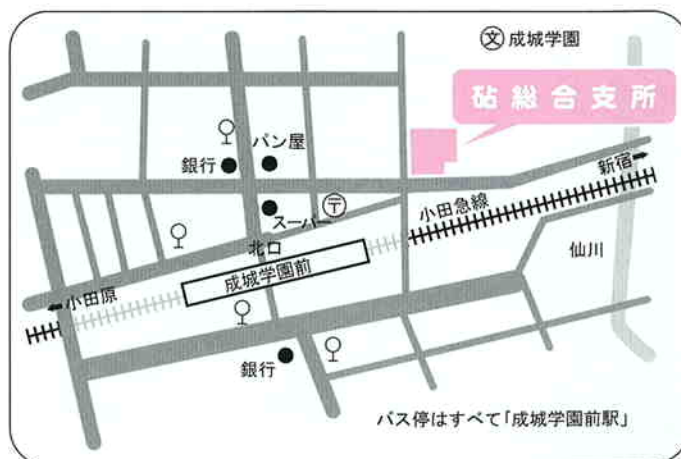 文 成城学園
砧総合支所
パン屋
銀行
新宿
〒
小田急線
スーパー
北口
仙川
成城学園前
小田原
銀行
バス停はすべて「成城学園前駅」